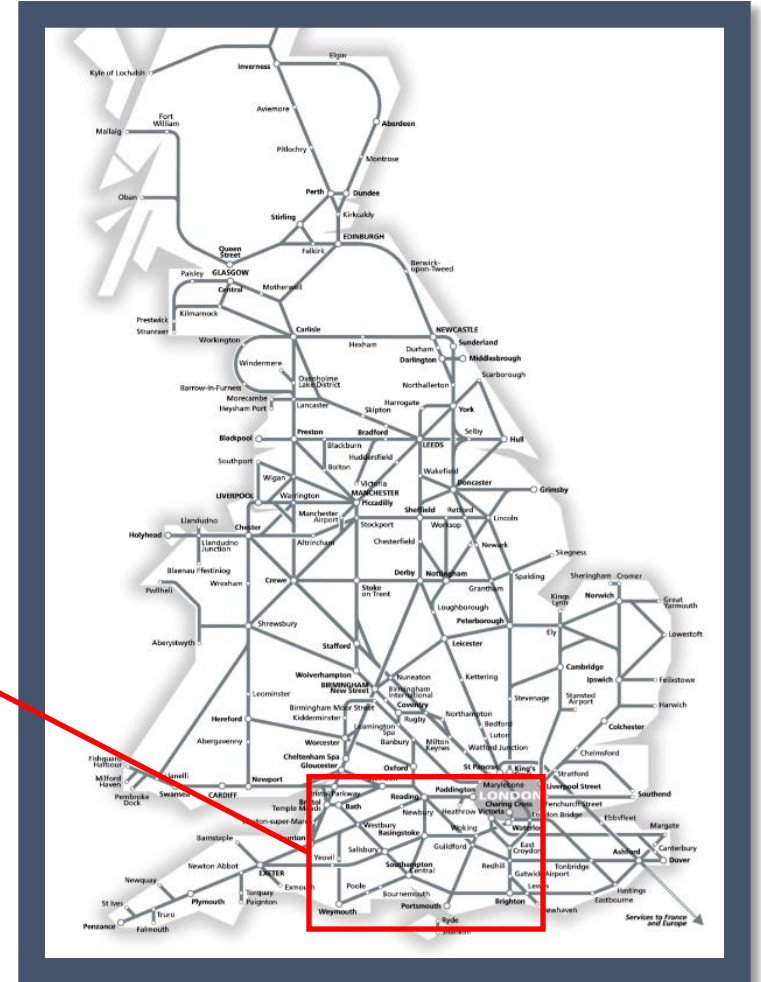 Kyle of Lochalsh
Inverness
Elgin
Aviemore
Aberdeen
Fort
William
Mallaig
Pitlochry
Montrose
Oban
Perth
Dundee
Stirling
Kirkcaldy
Queen
Street
Falkirk
EDINBURGH
GLASGOW
Paisley
Central
Motherwell
Berwick-
upon-Tweed
Prestwick
Stranraer
Kilmarnock
Carlisle
NEWCASTLE
Workington
Hexham
Durham
Sunderland
Darlington
Middlesbrough
Windermere
Scarborough
Barrow-in-Furness
Oxenholme
Lake District
Northallerton
Morecambe
Heysham Port
Lancaster
Harrogate
Skipton
York
Blackpool
Preston
Bradford
LEEDS
Selby
Hull
Blackburn
Huddersfield
Southport
Bolton
Wakefield
Wigan
Victoria
MANCHESTER
Piccadilly
Doncaster
Grimsby
LIVERPOOL
Warrington
Manchester
Airport
Sheffield
Retford
Llandudno
Chester
Stockport
Worksop
Lincoln
Holyhead
Llandudno
Junction
Altrincham
Chesterfield
Newark
Skegness
Blaenau Ffestiniog
Wrexham
Crewe
Stoke
on Trent
Derby
Nottingham
Grantham
Spalding
Sheringham
Cromer
Pwllheli
Kings
Lynn
Norwich
Great
Yarmouth
Loughborough
Peterborough
Shrewsbury
Ely
Lowestoft
Aberystwyth
Stafford
Leicester
Wolverhampton
Cambridge
BIRMINGHAM
New Street
Nuneaton
Kettering
Birmingham
International
Ipswich
Felixstowe
Leominster
Stansted
Airport
Stevenage
Harwich
Birmingham Moor Street
Coventry
Kidderminster
Rugby
Northampton
Hereford
Leamington
Spa
Bedford
Colchester
Abergavenny
Worcester
Banbury
Milton
Keynes
Luton
Watford Junction
Chelmsford
Cheltenham Spa
Gloucester
Oxford
St Pancras
King's
Stratford
Fishguard
Harbour
Milford
Haven
Llanelli
Pembroke
Dock
Swansea
CARDIFF
Newport
Parkway
Reading
Paddington
Marylebone
LONDON
Liverpool Street
Southend
Bristol
Temple Meads
Bath
Newbury
Heathrow
Victoria
Charing Cross
Fenchurch Street
London Bridge
Ebbsfleet
Westbury
Basingstoke
Woking
Waterloo
Margate
Barnstaple
Taunton
Salisbury
Guildford
East
Croydon
Canterbury
Newton Abbot
EXETER
Yeovil
Southampton
Central
Redhill
Gatwick Airport
Tonbridge
Ashford
Dover
Newquay
Exmouth
Poole
Bournemouth
Lewes
Hastings
Eastbourne
St Ives
Torquay
Paignton
Plymouth
Weymouth
Portsmouth
Brighton
Newhaven
Truro
Penzance
Falmouth
Ryde
Services to France
and Europe